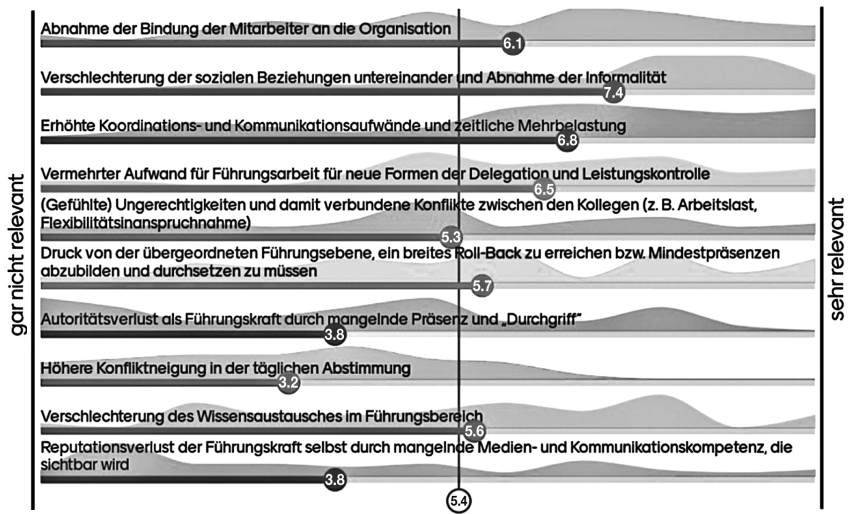 Abnahme der Bindung der Mitarbeiter an die Organisation
6.1
Verschlechterung der sozialen Beziehungen untereinander und Abnahme der Informalität
7.4
Erhöhte Koordinations- und Kommunikationsaufwände und zeitliche Mehrbelastung
6.8
Vermehrter Aufwand für Führungsarbeit für neue Formen der Delegation und Leistungskontrolle
6.5
(Gefühlte) Ungerechtigkeiten und damit verbundene Konflikte zwischen den Kollegen (z. B. Arbeitslast,
Flexibilitätsinanspruchnahme)
5.3
Druck von der übergeordneten Führungsebene, ein breites Roll-Back zu erreichen bzw. Mindestpräsenzen
abzubilden und durchsetzen zu müssen
5.7
Autoritätsverlust als Führungskraft durch mangelnde Präsenz und „Durchgriff“
3.8
Höhere Konfliktneigung in der täglichen Abstimmung
3.2
Verschlechterung des Wissensaustausches im Führungsbereich
5.6
Reputationsverlust der Führungskraft selbst durch mangelnde Medien- und Kommunikationskompetenz, die
sichtbar wird
3.8
5.4
gar nicht relevant
sehr relevant